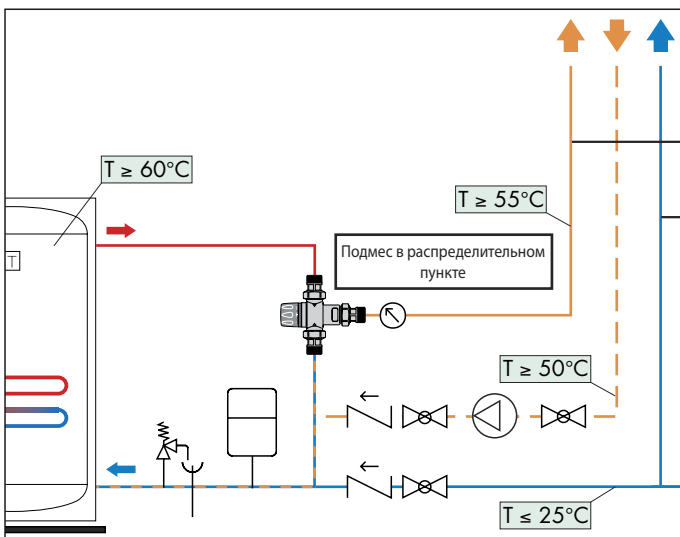 T ≥ 60°C
T ≥ 55°C
T
Подмес в распределительном
пункте
T ≥ 50°C
T ≤ 25°C